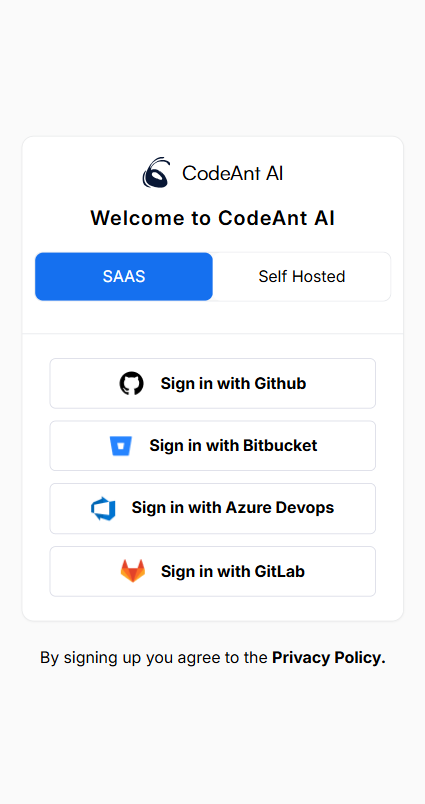 CodeAnt AI
Welcome to CodeAnt AI
SAAS
Self Hosted
Sign in with Github
Sign in with Bitbucket
Sign in with Azure Devops
Sign in with GitLab
By signing up you agree to the Privacy Policy.